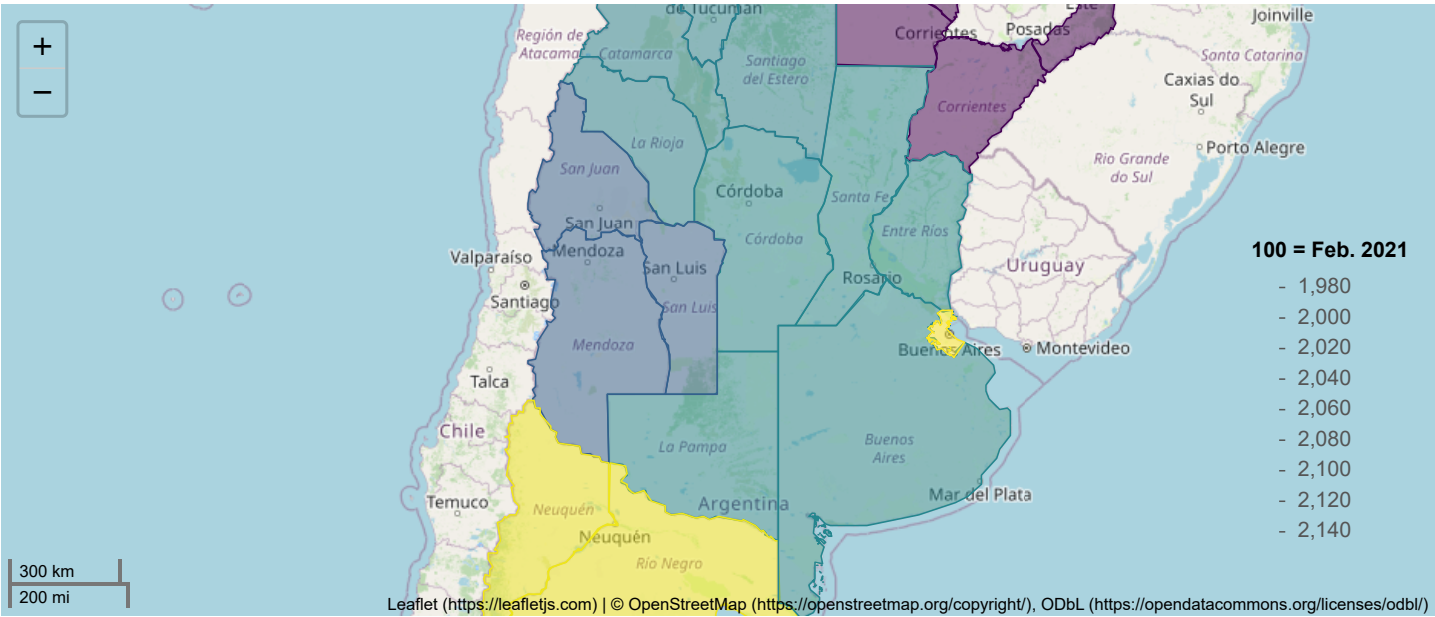 +
−
de Tucumán
Este
Joinville
Región de
Atacama
Catamarca
Santiago
del Estero
Corrientes
Posadas
Santa Catarina
Caxias do
Sul
Corrientes
La Rioja
Porto Alegre
San Juan
Rio Grande
do Sul
Córdoba
Santa Fe
San Juan
Córdoba
Entre Ríos
Valparaíso
Mendoza
San Luis
Uruguay
Rosario
Santiago
San Luis
Mendoza
Buenos Aires
Montevideo
Talca
Chile
La Pampa
Buenos
Aires
Temuco
Neuquén
Argentina
Mar del Plata
Neuquén
Río Negro
100 = Feb. 2021
- 1,980
- 2,000
- 2,020
- 2,040
- 2,060
- 2,080
- 2,100
- 2,120
- 2,140
300 km
200 mi
Leaflet (https://leafletjs.com) | © OpenStreetMap (https://openstreetmap.org/copyright/), ODbL (https://opendatacommons.org/licenses/odbl/)